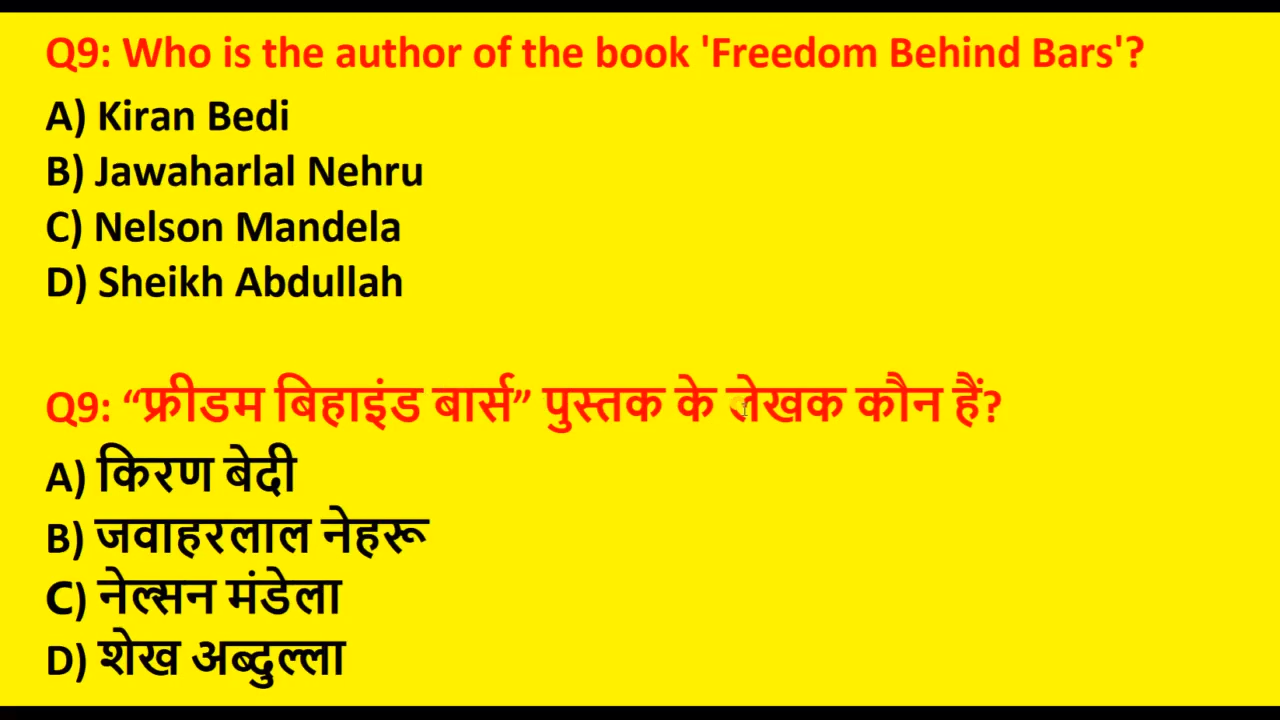 Q9: Who is the author of the book 'Freedom Behind Bars'?
A) Kiran Bedi
B) Jawaharlal Nehru
C) Nelson Mandela
D) Sheikh Abdullah
Q9: “फ्रीडम बिहाइंड बार्स” पुस्तक के लेखक कौन हैं?
A) किरण बेदी
B) जवाहरलाल नेहरू
C) नेल्सन मंडेला
D) शेख अब्दुल्ला